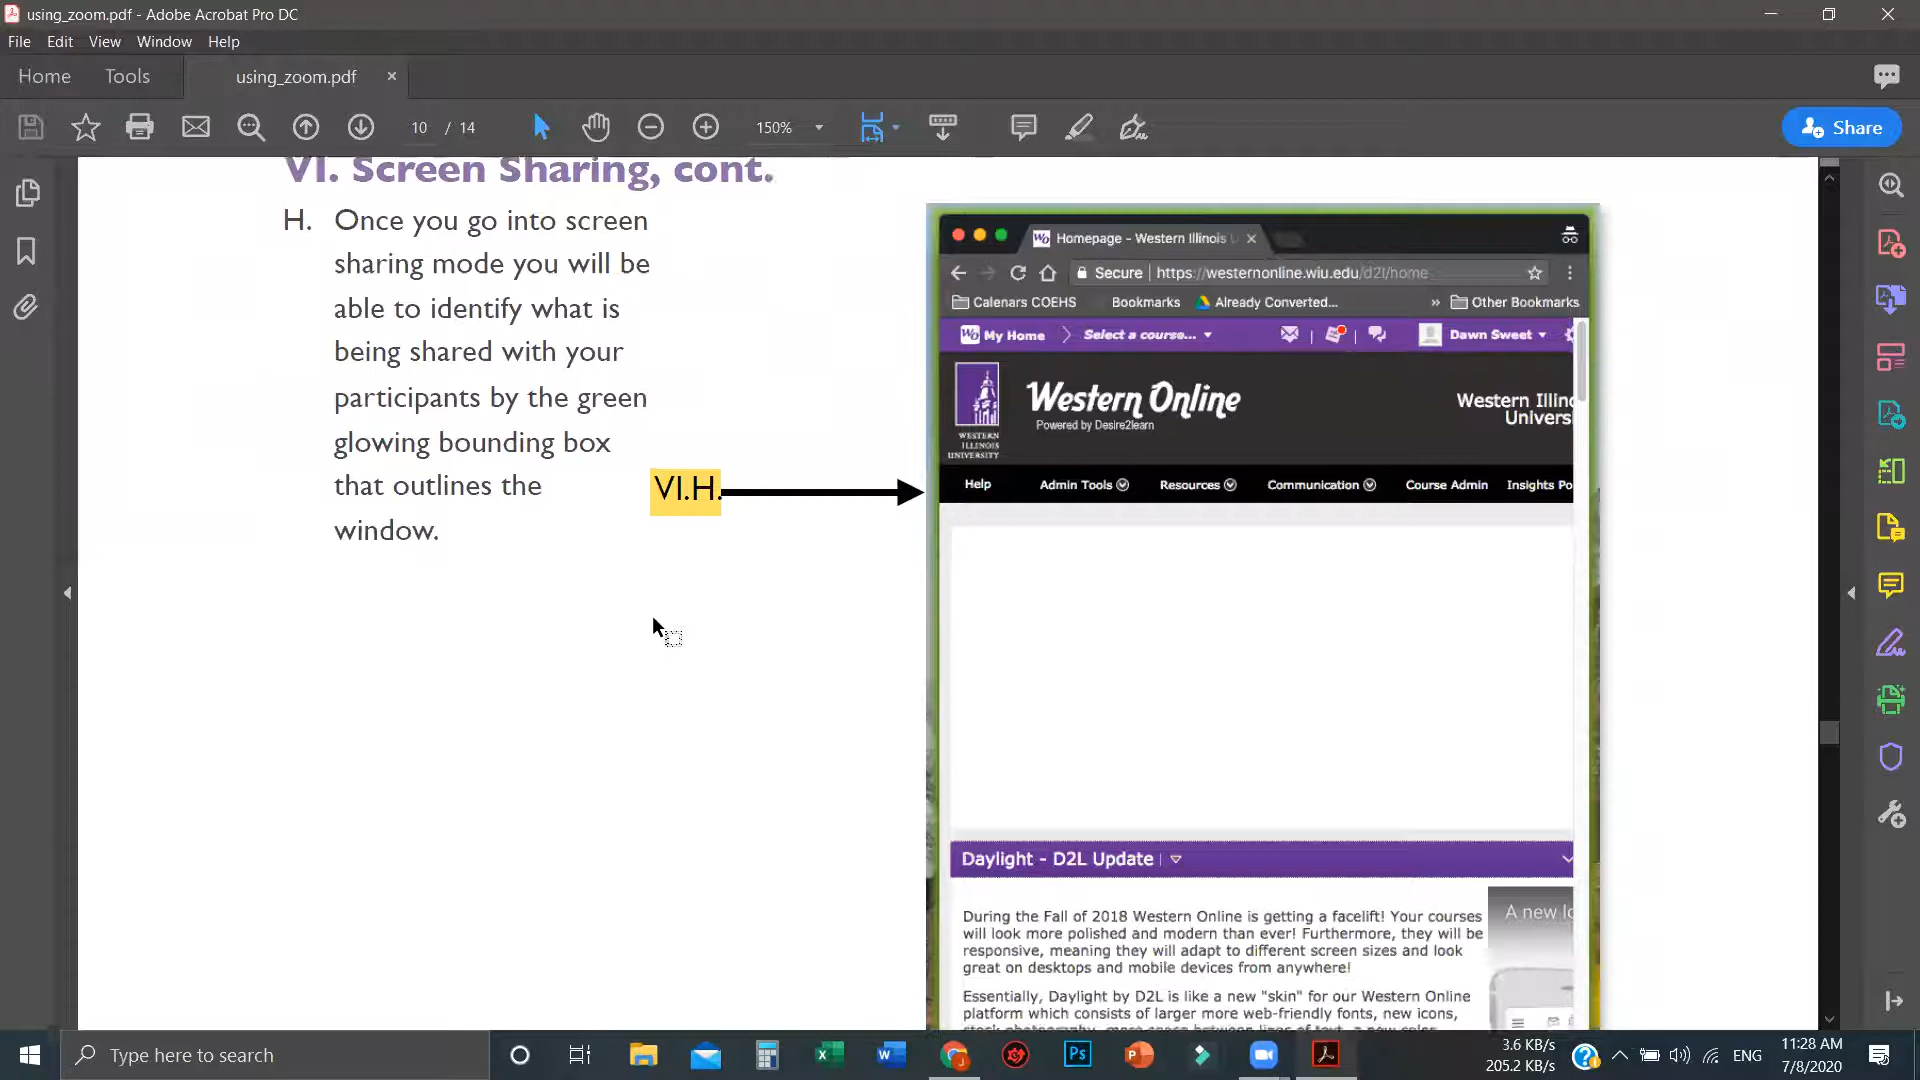 using_zoom.pdf - Adobe Acrobat Pro DC
File Edit View Window Help
Home Tools using_zoom.pdf
10 / 14 150% Share
VI. Screen Sharing, cont.
H. Once you go into screen
sharing mode you will be
able to identify what is
being shared with your
participants by the green
glowing bounding box
that outlines the
window.
VI.H.
Homepage - Western Illinois U
Secure https://westernonline.wiu.edu/d2l/home
Calenars COEHS Bookmarks Already Converted... » Other Bookmarks
My Home Select a course... Dawn Sweet
Western Online
Powered by Desire2learn
WESTERN
ILLINOIS
UNIVERSITY
Western Illino
Universi
Help Admin Tools Resources Communication Course Admin Insights Po
Daylight - D2L Update
During the Fall of 2018 Western Online is getting a facelift! Your courses
will look more polished and modern than ever! Furthermore, they will be
responsive, meaning they will adapt to different screen sizes and look
great on desktops and mobile devices from anywhere!
A new lo
Essentially, Daylight by D2L is like a new "skin" for our Western Online
platform which consists of larger more web-friendly fonts, new icons,
Type here to search
3.6 KB/s
205.2 KB/s
ENG
11:28 AM
7/8/2020